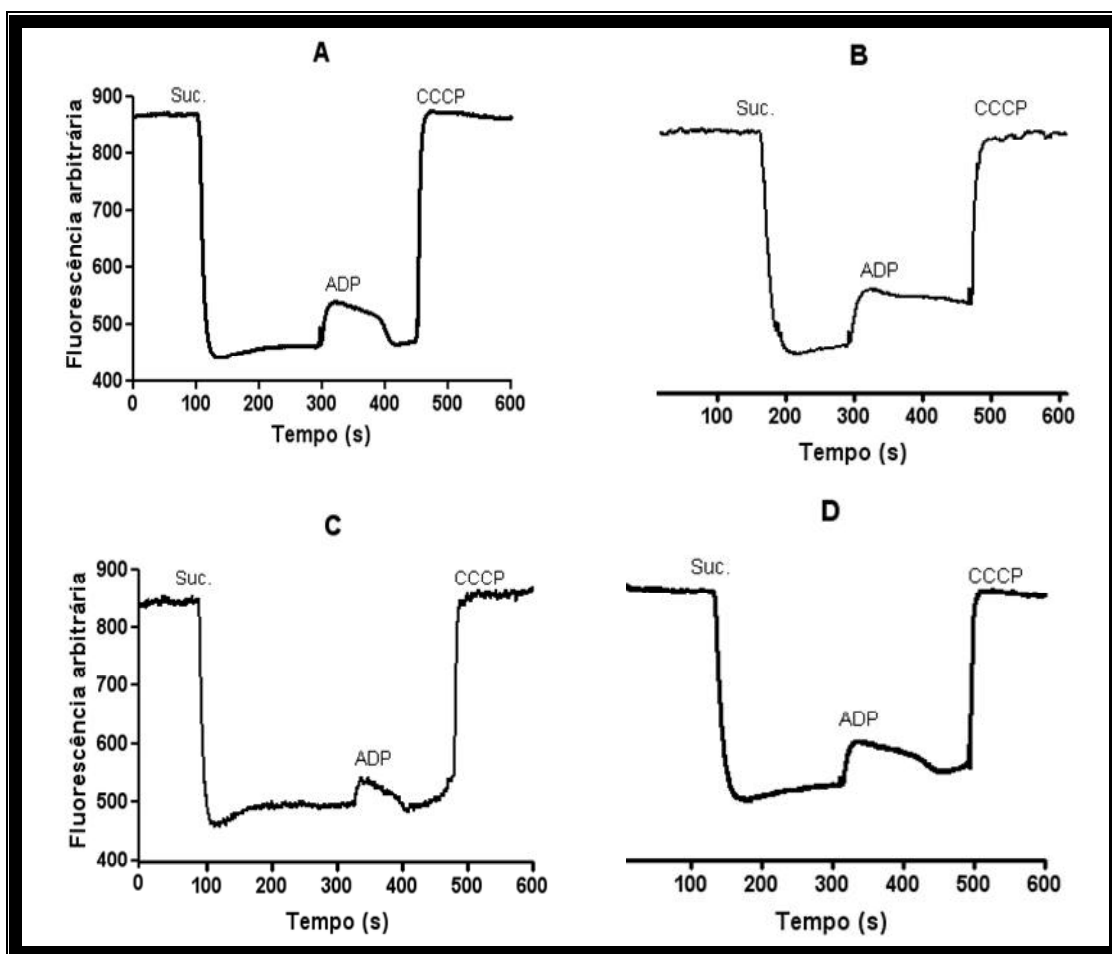 A
Fluorescência arbitrária
900
800
700
600
500
400
Suc.
ADP
CCCP
0 100 200 300 400 500 600
Tempo (s)
B
Suc.
ADP
CCCP
100 200 300 400 500 600
Tempo (s)
C
Fluorescência arbitrária
900
800
700
600
500
400
Suc.
ADP
CCCP
0 100 200 300 400 500 600
Tempo (s)
D
Suc.
ADP
CCCP
100 200 300 400 500 600
Tempo (s)